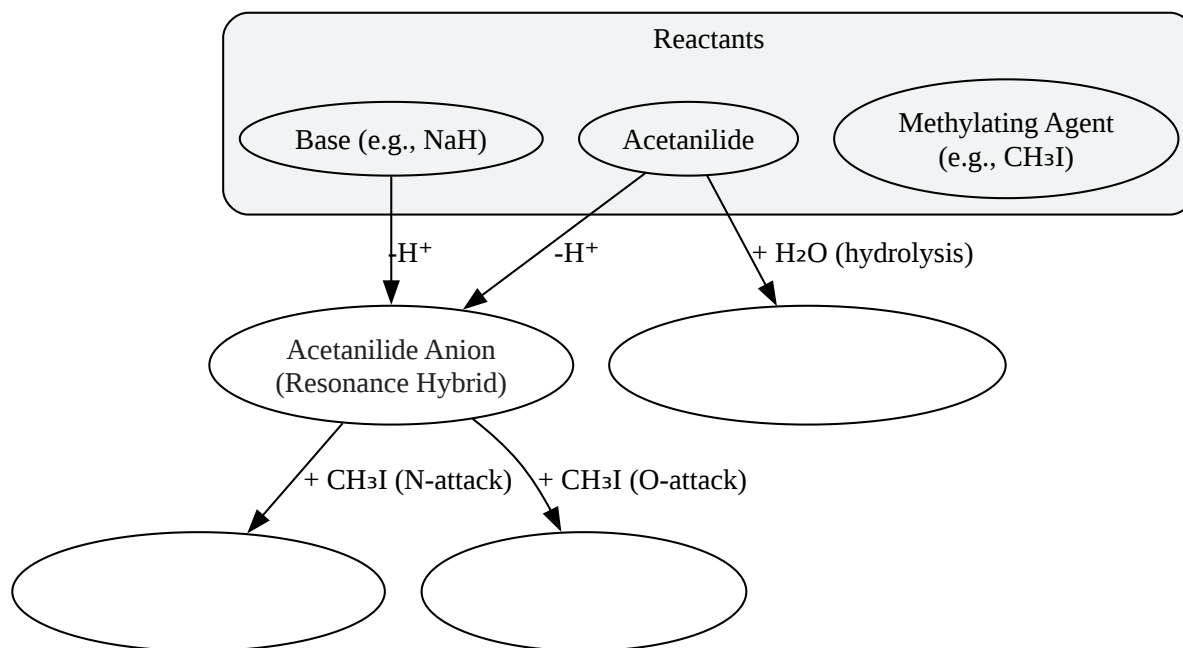 Reactants
Base (e.g., NaH)
Acetanilide
Methylating Agent
(e.g., CH₃I)
-H⁺
-H⁺
+ H₂O (hydrolysis)
Acetanilide Anion
(Resonance Hybrid)
+ CH₃I (N-attack)
+ CH₃I (O-attack)